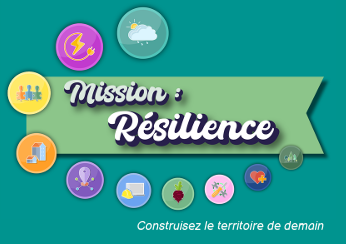 Mission :
Résilience
Construisez le territoire de demain